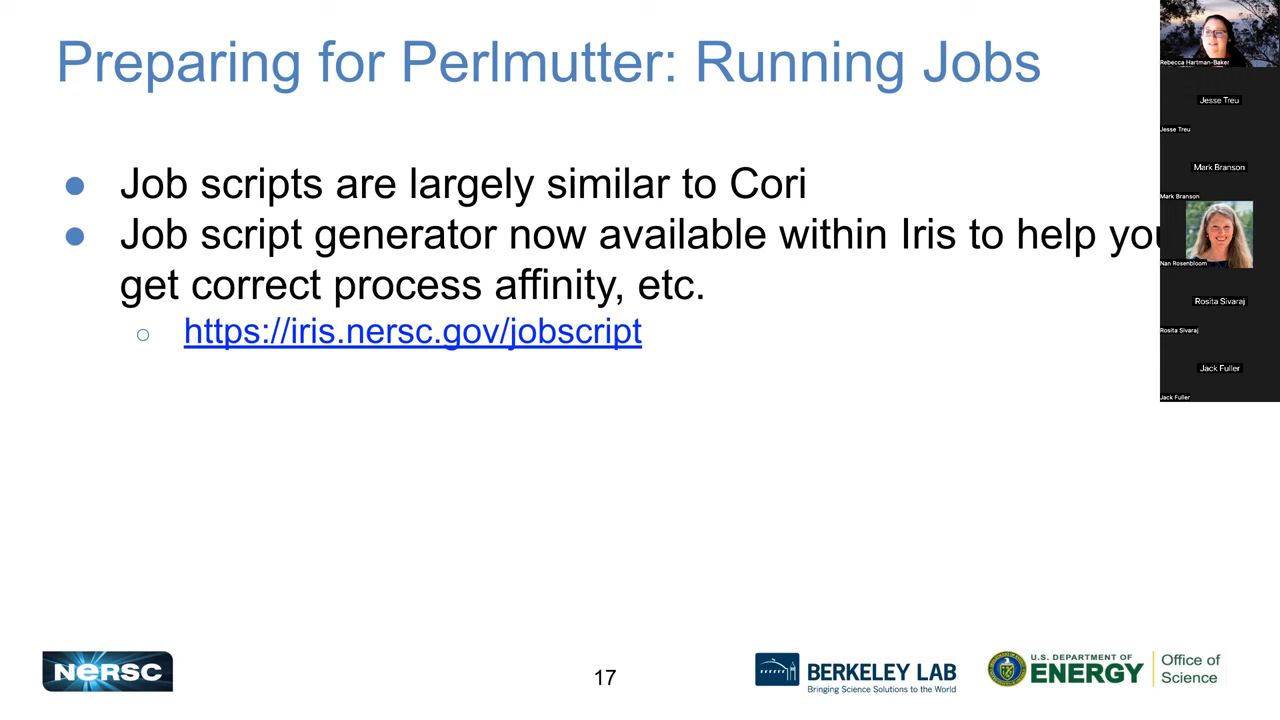 Preparing for Perlmutter: Running Jobs
● Job scripts are largely similar to Cori
● Job script generator now available within Iris to help you
get correct process affinity, etc.
○ https://iris.nersc.gov/jobscript
Rebecca Hartman-Baker
Jesse Treu
Jesse Treu
Mark Branson
Mark Branson
Nan Rosenbloom
Rosita Sivaraj
Rosita Sivaraj
Jack Fuller
Jack Fuller
NERSC
17
BERKELEY LAB
Bringing Science Solutions to the World
U.S. DEPARTMENT OF
ENERGY
Office of
Science